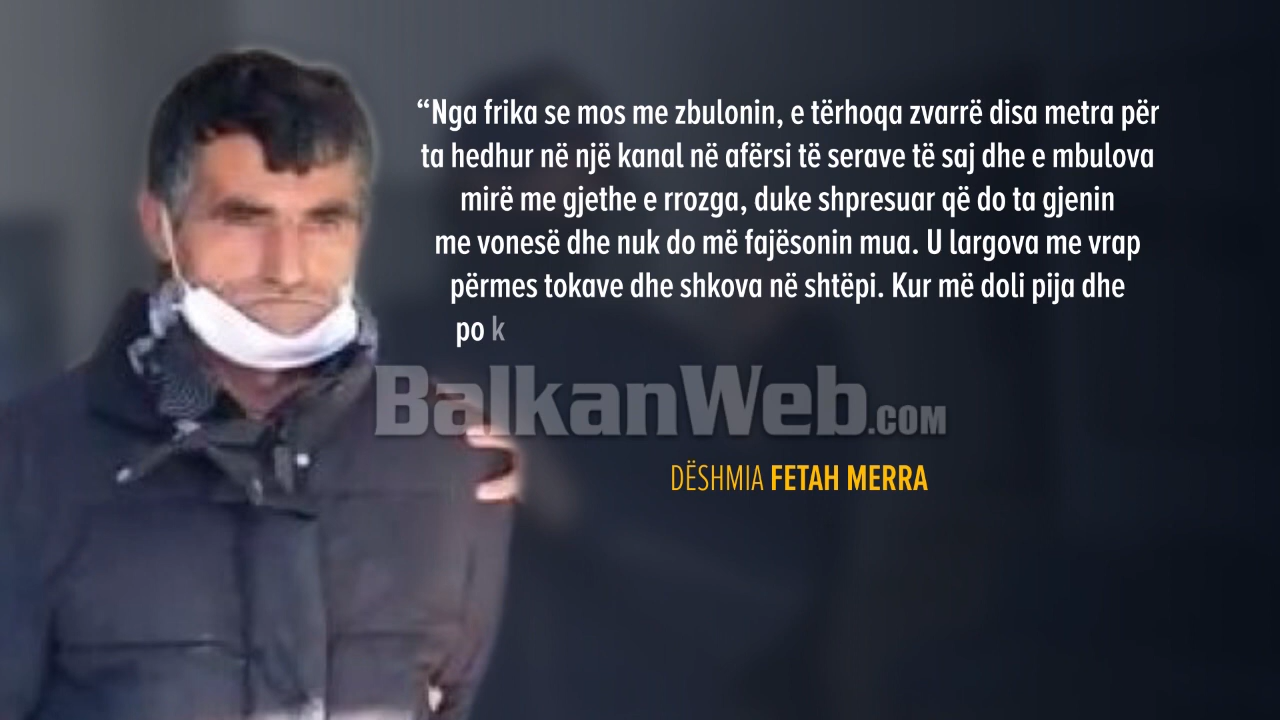 “Nga frika se mos me zbulonin, e tërhoqa zvarrë disa metra për
ta hedhur në një kanal në afërsi të serave të saj dhe e mbulova
mirë me gjethe e rrozga, duke shpresuar që do ta gjenin
me vonesë dhe nuk do më fajësonin mua. U largova me vrap
përmes tokave dhe shkova në shtëpi. Kur më doli pija dhe
po k
BalkanWeb.COM
DËSHMIA FETAH MERRA